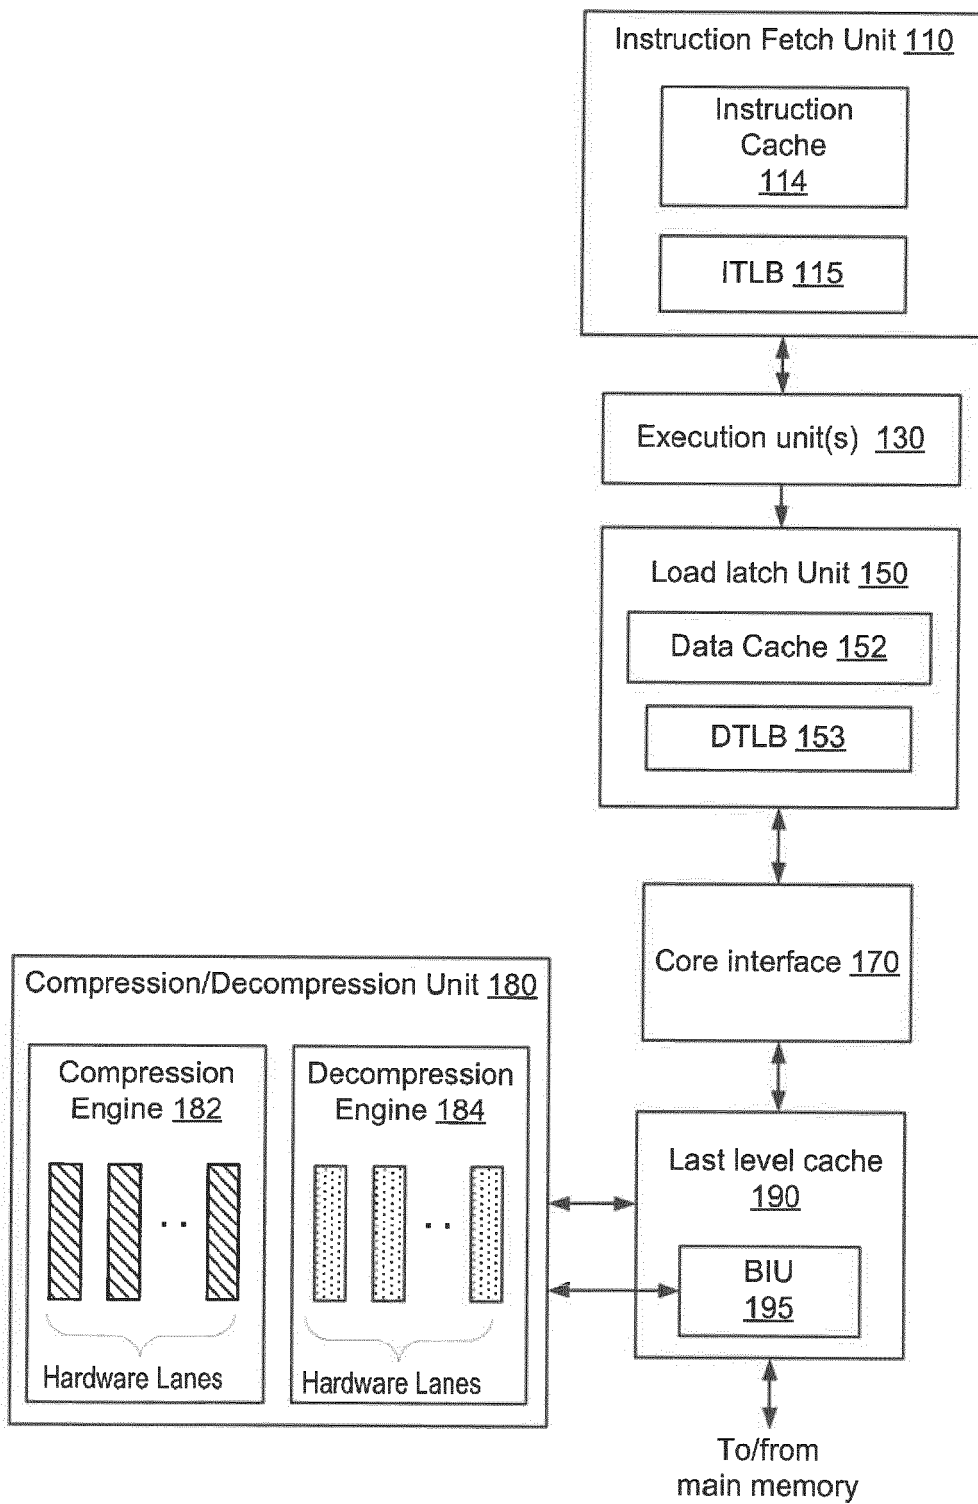 Instruction Fetch Unit 110
Instruction
Cache
114
ITLB 115
Execution unit(s) 130
Load latch Unit 150
Data Cache 152
DTLB 153
Core interface 170
Compression/Decompression Unit 180
Compression
Engine 182
Hardware Lanes
Decompression
Engine 184
Hardware Lanes
Last level cache
190
BIU
195
To/from
main memory